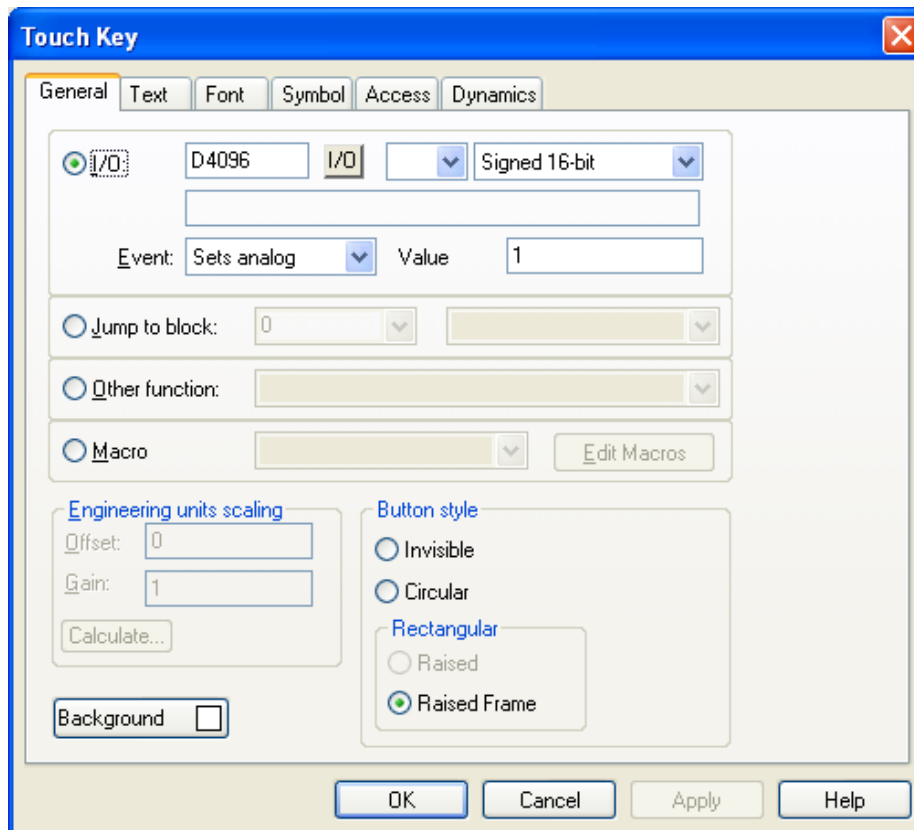 Touch Key
General Text Font Symbol Access Dynamics
I/O: D4096 I/O Signed 16-bit
Event: Sets analog Value 1
Jump to block: 0
Other function:
Macro Edit Macros
Engineering units scaling Button style
Offset: 0
Invisible
Gain: 1
Circular
Calculate...
Rectangular
Raised
Raised Frame
Background
OK Cancel Apply Help